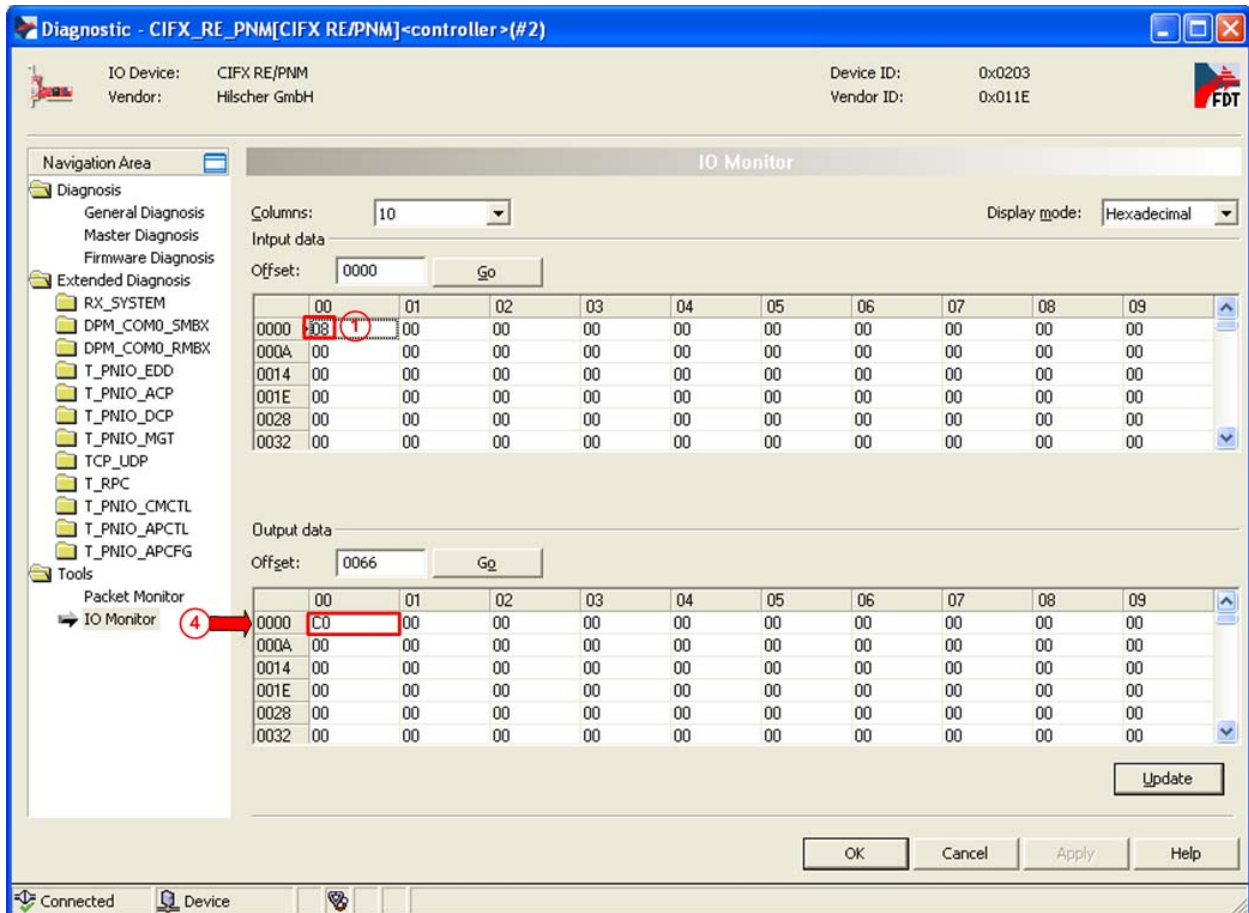 Diagnostic - CIFX_RE_PNM[CIFX RE/PNM]<controller>(#2)
IO Device: CIFX RE/PNM Device ID: 0x0203
Vendor: Hilscher GmbH Vendor ID: 0x011E
FDT
Navigation Area
Diagnosis
General Diagnosis
Master Diagnosis
Firmware Diagnosis
Extended Diagnosis
RX_SYSTEM
DPM_COM0_SMBX
DPM_COM0_RMBX
T_PNIO_EDD
T_PNIO_ACP
T_PNIO_DCP
T_PNIO_MGT
TCP_UDP
T_RPC
T_PNIO_CMCTL
T_PNIO_APCTL
T_PNIO_APCFG
Tools
Packet Monitor
IO Monitor
IO Monitor
Columns: 10 Display mode: Hexadecimal
Intput data
Offset: 0000 Go
00 01 02 03 04 05 06 07 08 09
0000 08 1 00 00 00 00 00 00 00 00 00
000A 00 00 00 00 00 00 00 00 00 00
0014 00 00 00 00 00 00 00 00 00 00
001E 00 00 00 00 00 00 00 00 00 00
0028 00 00 00 00 00 00 00 00 00 00
0032 00 00 00 00 00 00 00 00 00 00
Output data
Offset: 0066 Go
00 01 02 03 04 05 06 07 08 09
4 0000 C0 00 00 00 00 00 00 00 00 00
000A 00 00 00 00 00 00 00 00 00 00
0014 00 00 00 00 00 00 00 00 00 00
001E 00 00 00 00 00 00 00 00 00 00
0028 00 00 00 00 00 00 00 00 00 00
0032 00 00 00 00 00 00 00 00 00 00
Update
OK Cancel Apply Help
Connected Device